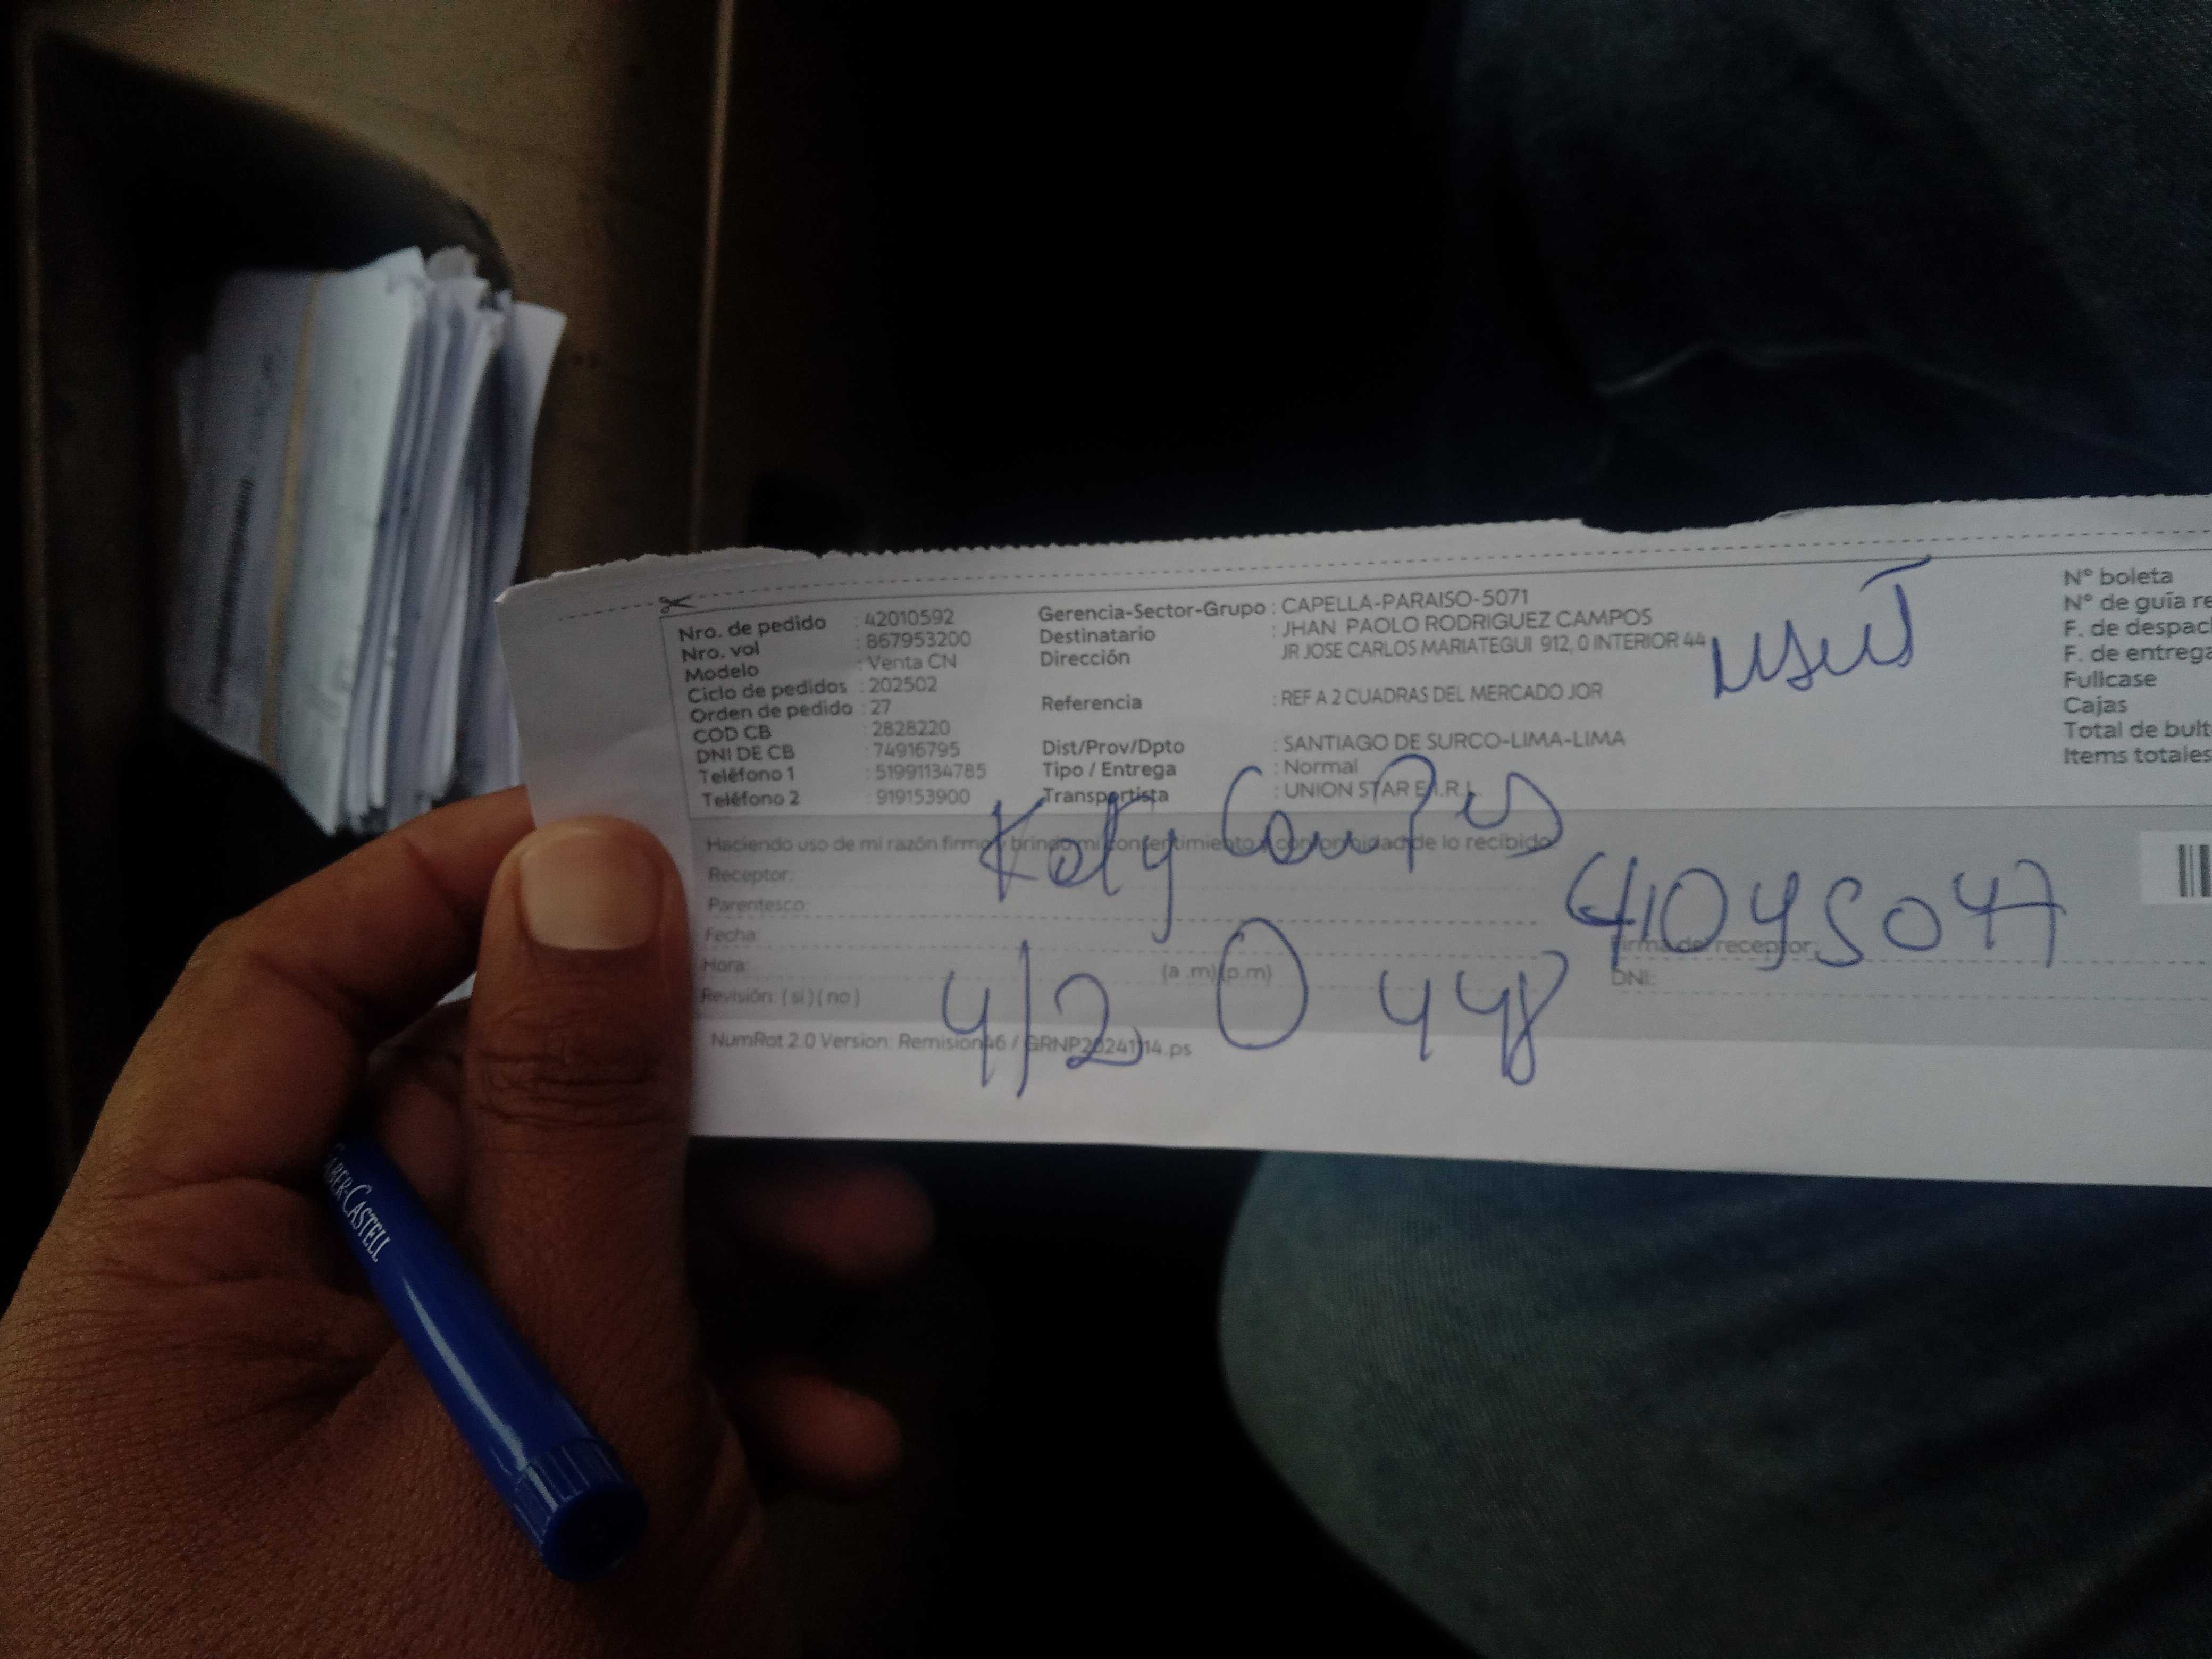 Nro. de pedido : 42010592
Nro. vol : 867953200
Modelo : Venta CN
Ciclo de pedidos : 202502
Orden de pedido : 27
COD CB : 2828220
DNI DE CB : 74916795
Teléfono 1 : 51991134785
Teléfono 2 : 919153900
Gerencia-Sector-Grupo : CAPELLA-PARAISO-5071
Destinatario : JHAN PAOLO RODRIGUEZ CAMPOS
Dirección JR JOSE CARLOS MARIATEGUI 912, 0 INTERIOR 44
Referencia : REF A 2 CUADRAS DEL MERCADO JOR
Dist/Prov/Dpto : SANTIAGO DE SURCO-LIMA-LIMA
Tipo / Entrega : Normal
Transportista : UNION STAR E.I.R.L
N° boleta
N° de guía re
F. de despac
F. de entrega
Fullcase
Cajas
Total de bult
Items totales
Haciendo uso de mi razón firmo y brindo mi consentimiento y conformidad de lo recibido
Katy Campos
Receptor:
Parentesco:
Fecha:
Hora: (a .m) (p.m)
Revisión: ( si ) ( no )
41045047
Firma del receptor:
DNI:
4/2 0 448
NumRot 2.0 Version: Remision46 / GRNP20241114.ps
FABER-CASTELL